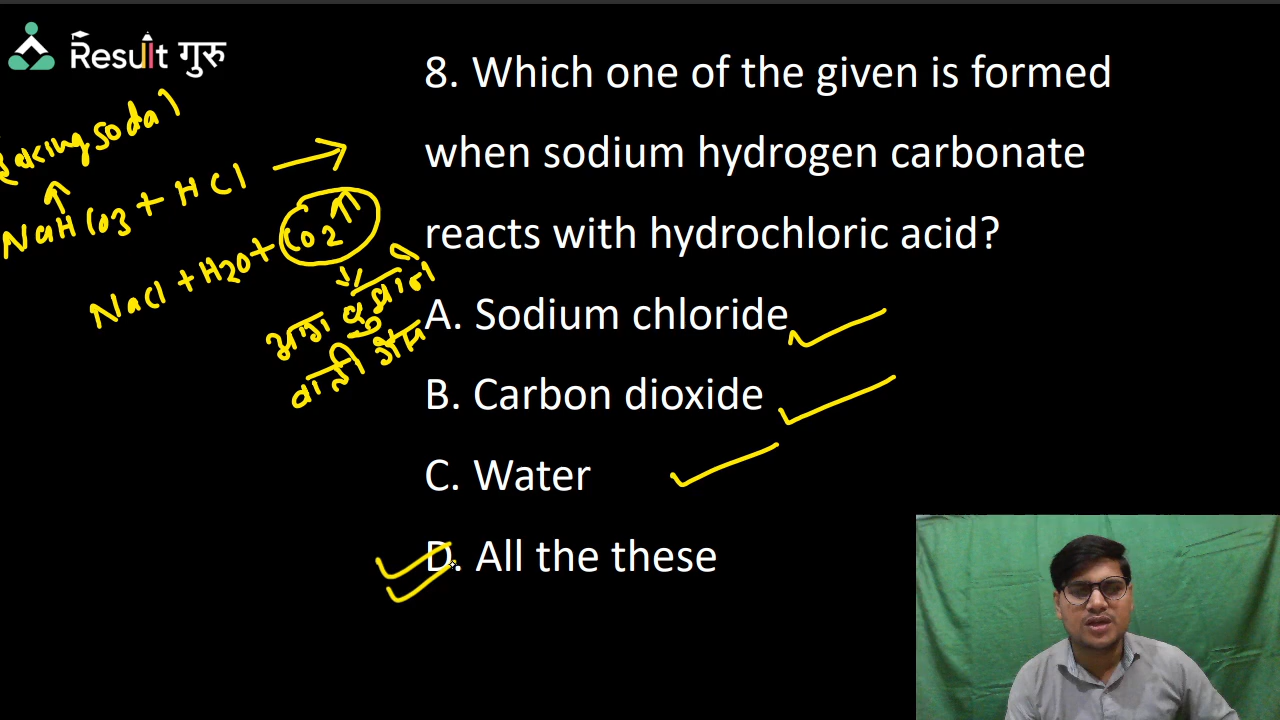 Result गुरु
8. Which one of the given is formed
when sodium hydrogen carbonate
reacts with hydrochloric acid?
A. Sodium chloride
B. Carbon dioxide
C. Water
D. All the these
Baking soda)
NaHCO3 + HCl →
NaCl + H2O + CO2 ↑
आग बुझाने
वाली गैस